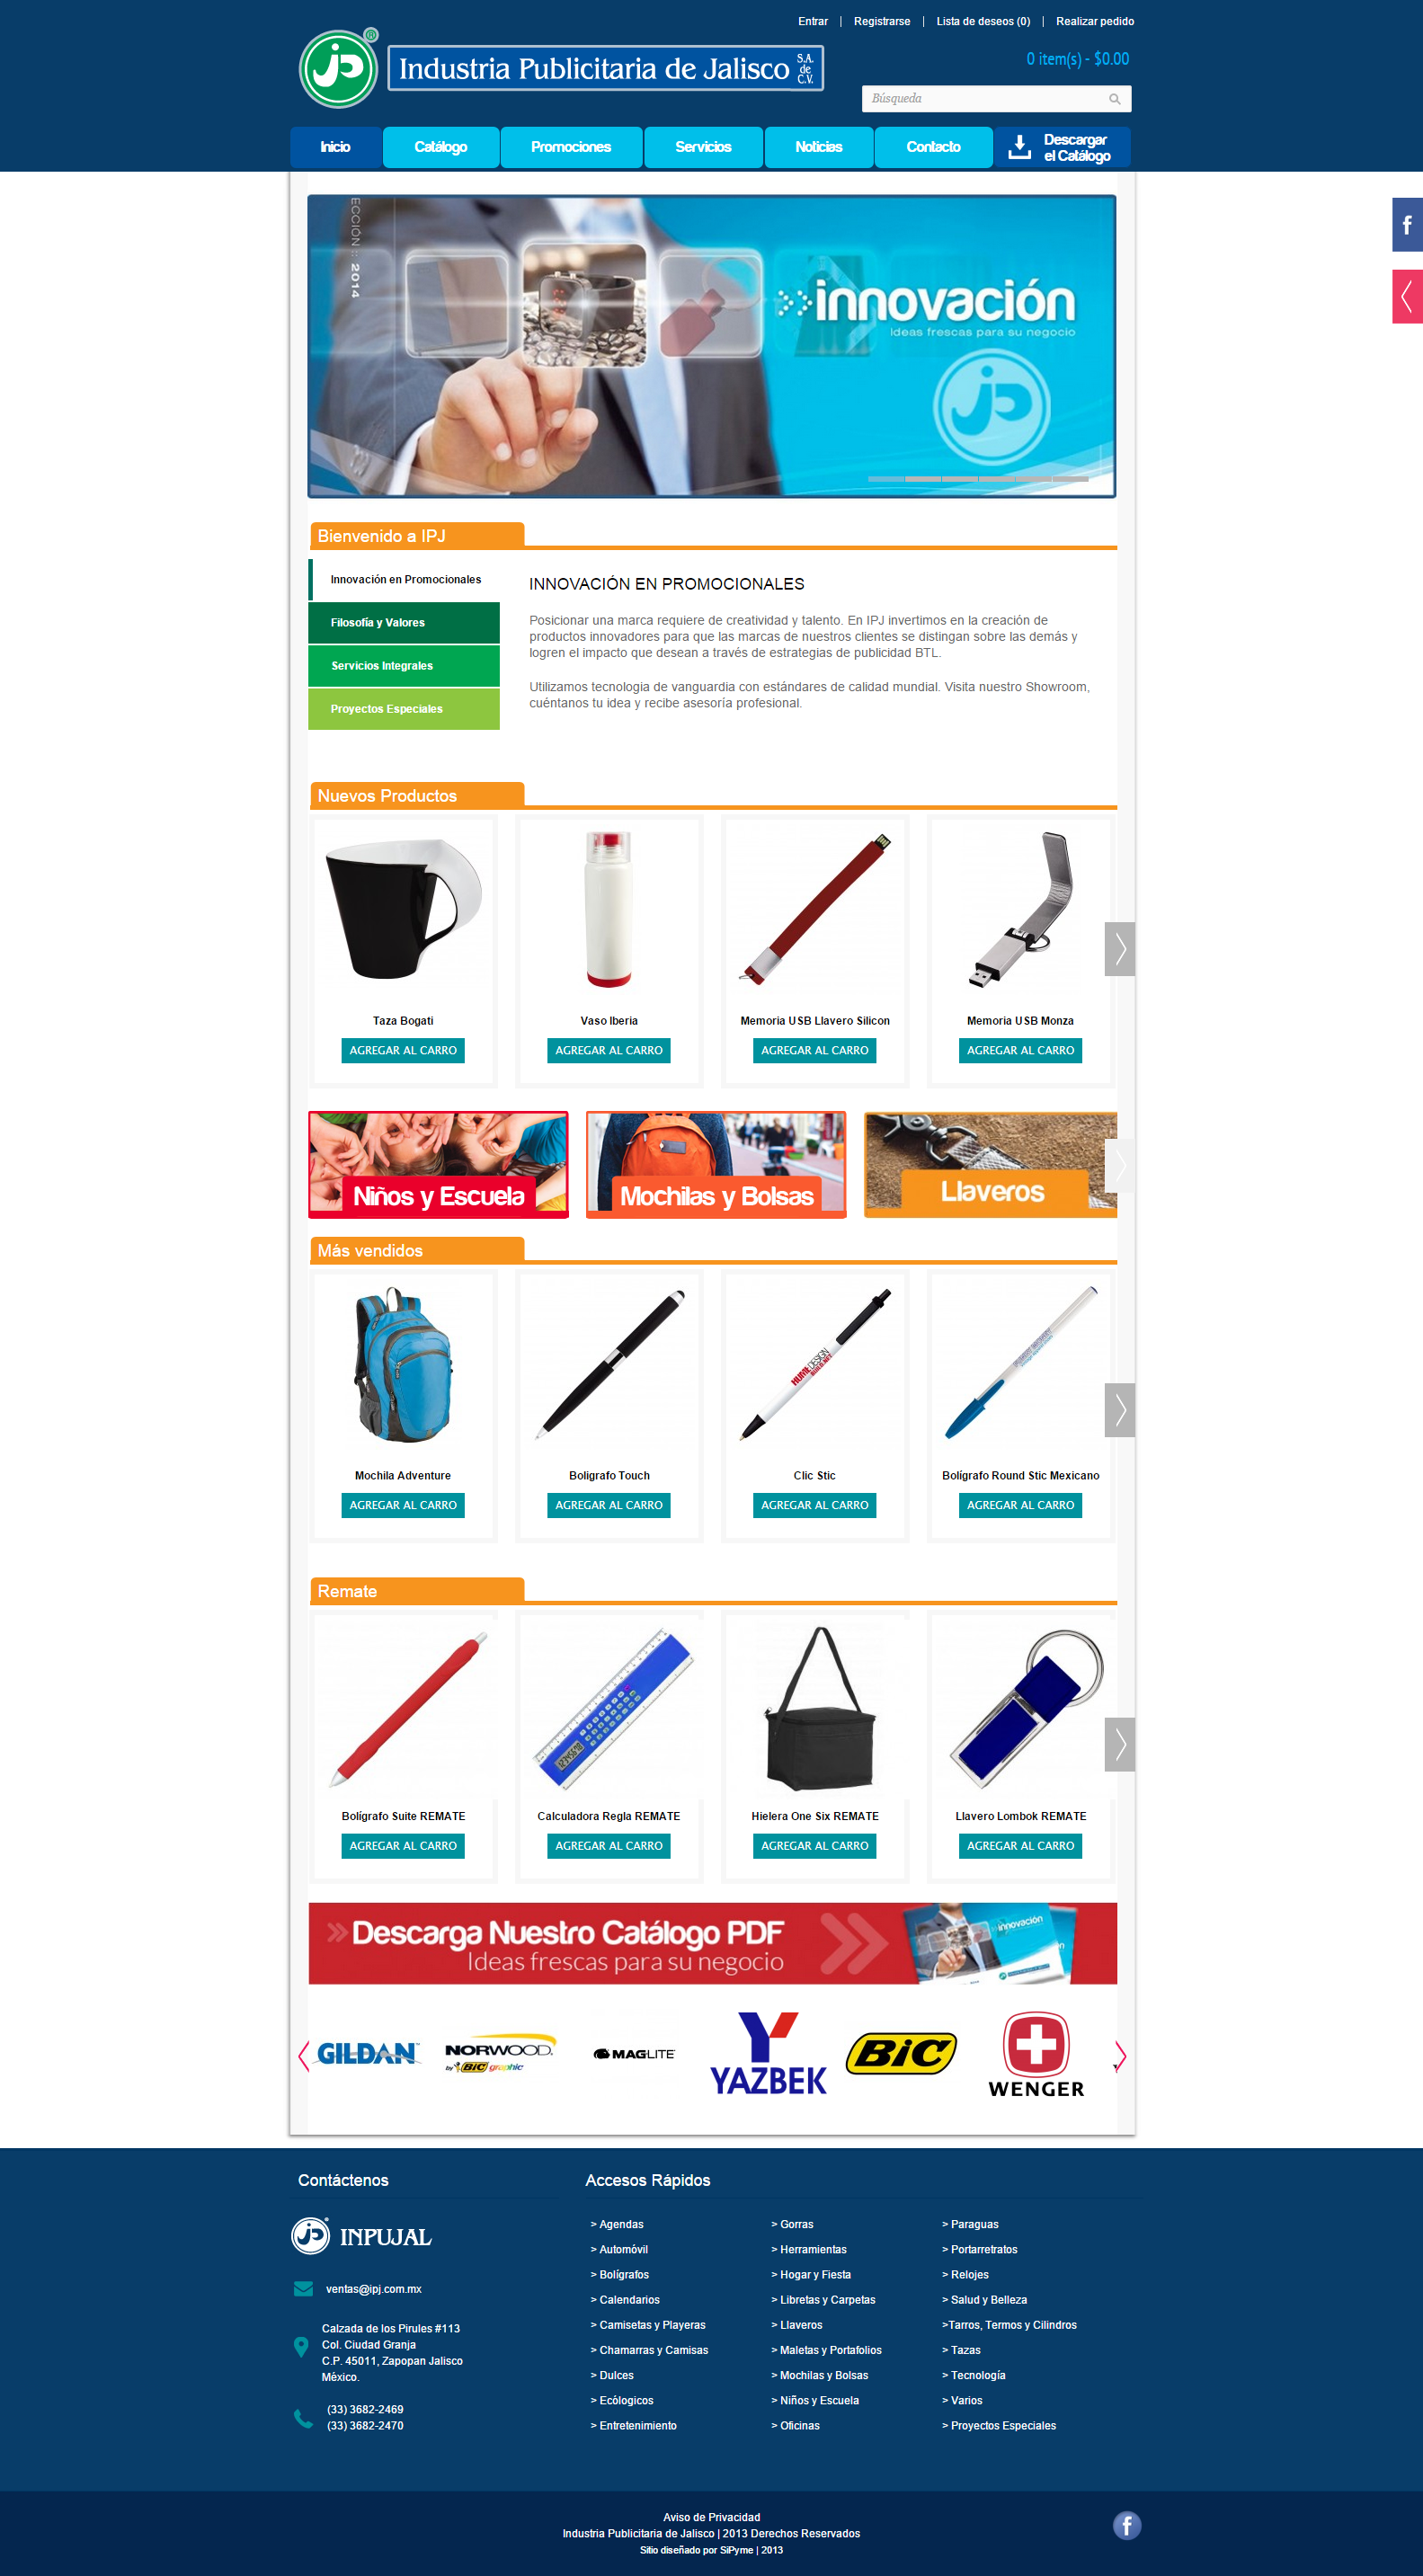 Entrar | Registrarse | Lista de deseos (0) | Realizar pedido
Industria Publicitaria de Jalisco S.A. de C.V.
0 item(s) - $0.00
Búsqueda
Inicio
Catálogo
Promociones
Servicios
Noticias
Contacto
Descargar
el Catálogo
ECCIÓN :: 2014
innovación
ideas frescas para su negocio
Bienvenido a IPJ
Innovación en Promocionales
Filosofía y Valores
Servicios Integrales
Proyectos Especiales
INNOVACIÓN EN PROMOCIONALES
Posicionar una marca requiere de creatividad y talento. En IPJ invertimos en la creación de
productos innovadores para que las marcas de nuestros clientes se distingan sobre las demás y
logren el impacto que desean a través de estrategias de publicidad BTL.
Utilizamos tecnologia de vanguardia con estándares de calidad mundial. Visita nuestro Showroom,
cuéntanos tu idea y recibe asesoría profesional.
Nuevos Productos
Taza Bogati
AGREGAR AL CARRO
Vaso Iberia
AGREGAR AL CARRO
Memoria USB Llavero Silicon
AGREGAR AL CARRO
Memoria USB Monza
AGREGAR AL CARRO
Niños y Escuela
Mochilas y Bolsas
Llaveros
Más vendidos
HUMEDESIGN
Mochila Adventure
AGREGAR AL CARRO
Boligrafo Touch
AGREGAR AL CARRO
Clic Stic
AGREGAR AL CARRO
Bolígrafo Round Stic Mexicano
AGREGAR AL CARRO
Remate
Bolígrafo Suite REMATE
AGREGAR AL CARRO
Calculadora Regla REMATE
AGREGAR AL CARRO
Hielera One Six REMATE
AGREGAR AL CARRO
Llavero Lombok REMATE
AGREGAR AL CARRO
Descarga Nuestro Catálogo PDF
Ideas frescas para su negocio
innovación
GILDAN
NORWOOD
by BIC graphic
MAGLITE
YAZBEK
BIC
WENGER
Contáctenos
INPUJAL
ventas@ipj.com.mx
Calzada de los Pirules #113
Col. Ciudad Granja
C.P. 45011, Zapopan Jalisco
México.
(33) 3682-2469
(33) 3682-2470
Accesos Rápidos
> Agendas
> Automóvil
> Bolígrafos
> Calendarios
> Camisetas y Playeras
> Chamarras y Camisas
> Dulces
> Ecólogicos
> Entretenimiento
> Gorras
> Herramientas
> Hogar y Fiesta
> Libretas y Carpetas
> Llaveros
> Maletas y Portafolios
> Mochilas y Bolsas
> Niños y Escuela
> Oficinas
> Paraguas
> Portarretratos
> Relojes
> Salud y Belleza
>Tarros, Termos y Cilindros
> Tazas
> Tecnología
> Varios
> Proyectos Especiales
Aviso de Privacidad
Industria Publicitaria de Jalisco | 2013 Derechos Reservados
Sitio diseñado por SiPyme | 2013